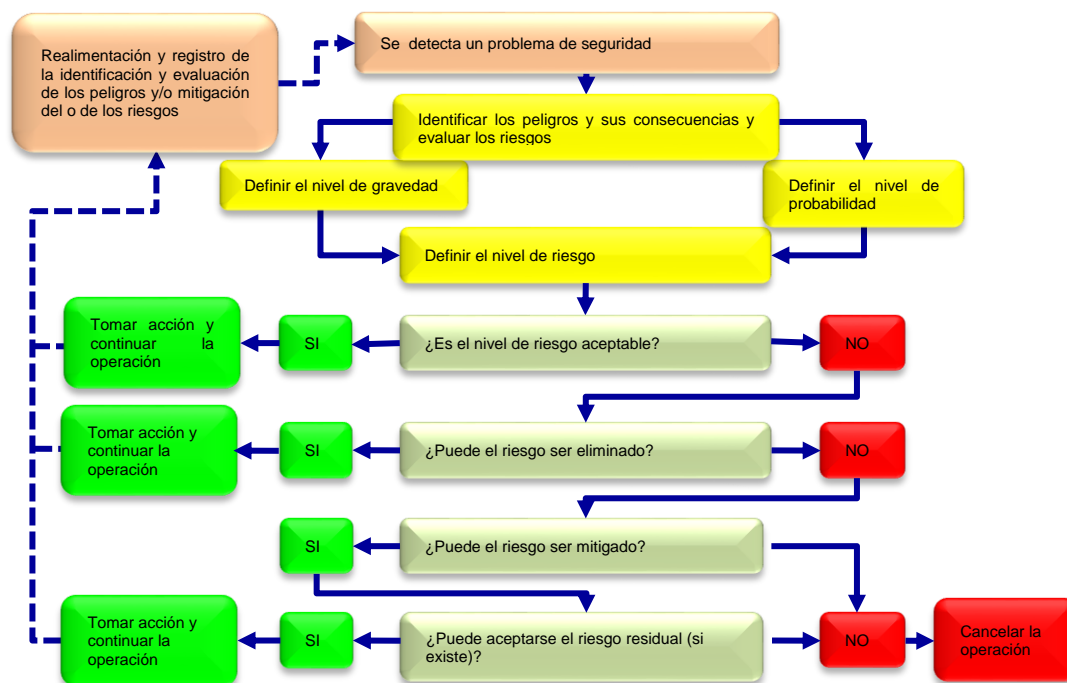 Realimentación y registro de
la identificación y evaluación
de los peligros y/o mitigación
del o de los riesgos
Se detecta un problema de seguridad
Identificar los peligros y sus consecuencias y
evaluar los riesgos
Definir el nivel de gravedad
Definir el nivel de
probabilidad
Definir el nivel de riesgo
Tomar acción y
continuar la
operación
SI
¿Es el nivel de riesgo aceptable?
NO
Tomar acción y
continuar la
operación
SI
¿Puede el riesgo ser eliminado?
NO
SI
¿Puede el riesgo ser mitigado?
Tomar acción y
continuar la
operación
SI
¿Puede aceptarse el riesgo residual (si
existe)?
NO
Cancelar la
operación